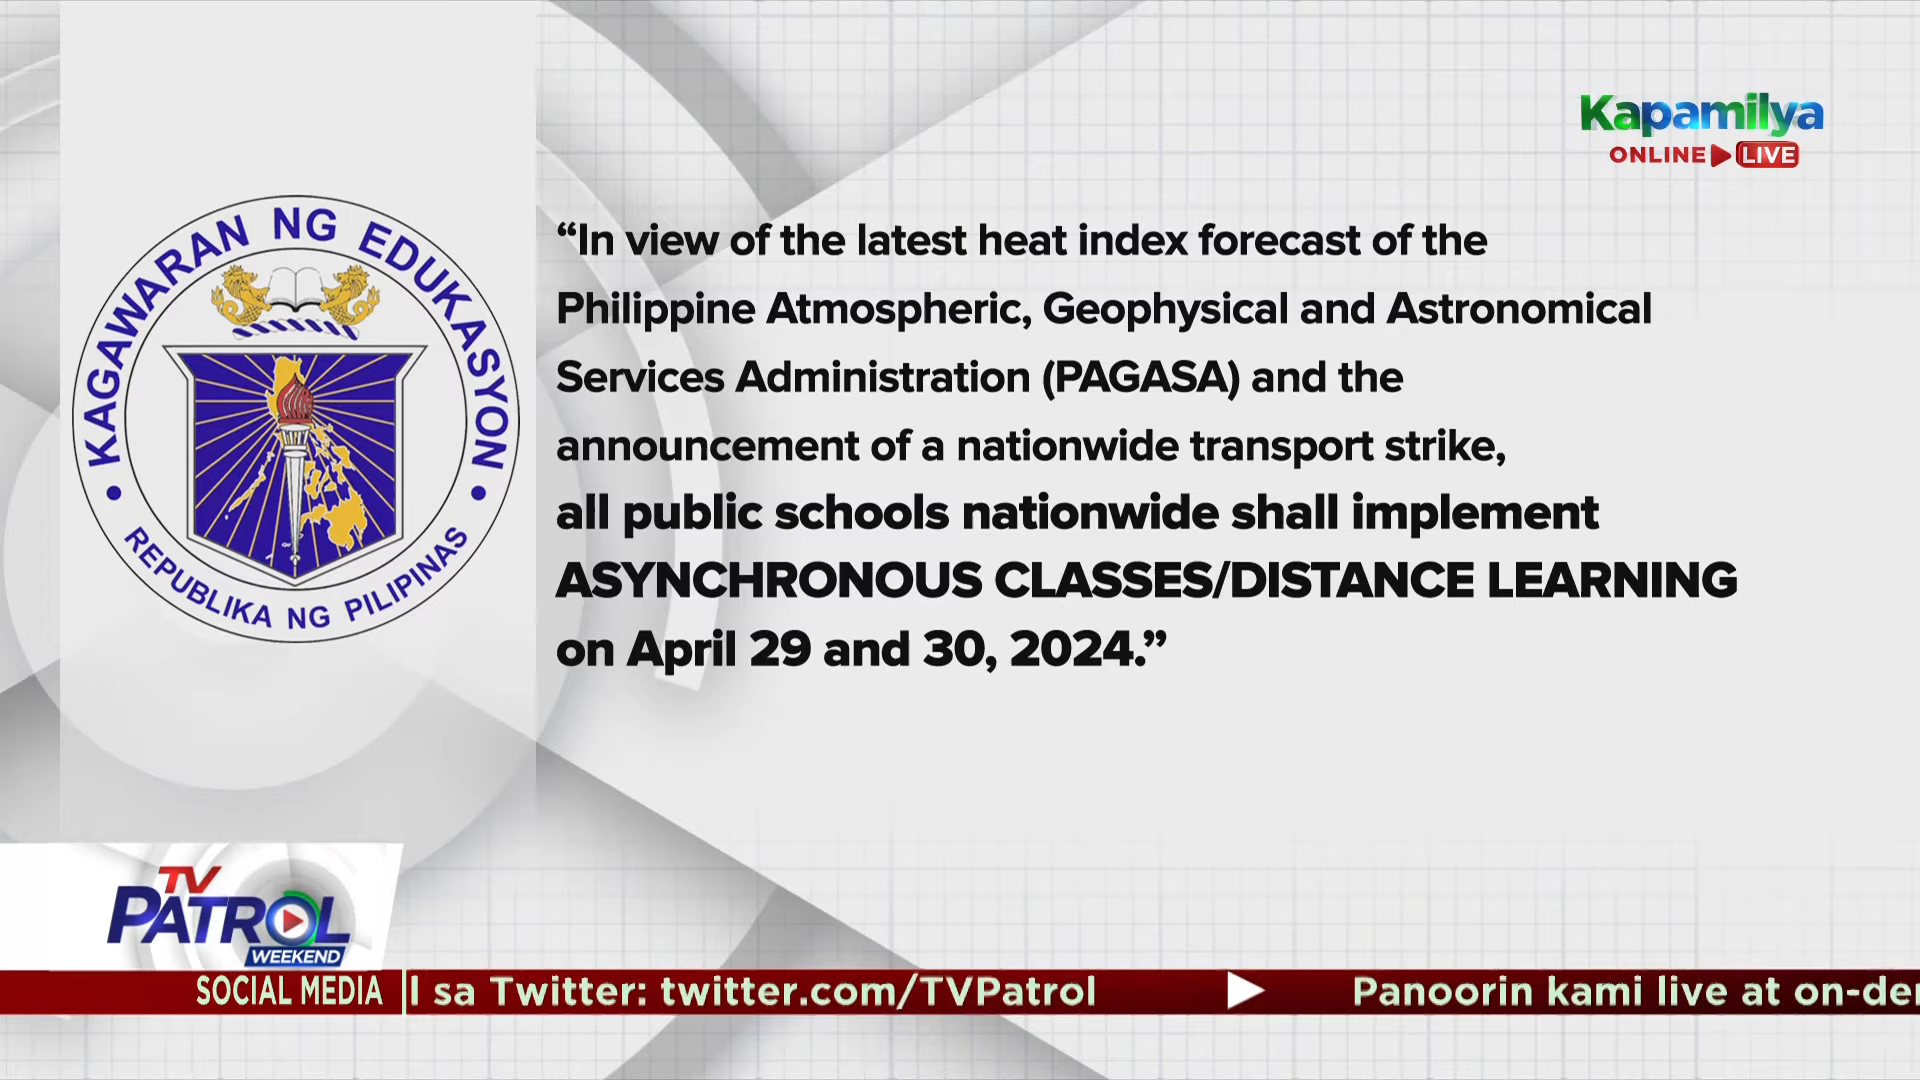 Kapamilya
ONLINE LIVE
KAGAWARAN NG EDUKASYON
REPUBLIKA NG PILIPINAS
“In view of the latest heat index forecast of the
Philippine Atmospheric, Geophysical and Astronomical
Services Administration (PAGASA) and the
announcement of a nationwide transport strike,
all public schools nationwide shall implement
ASYNCHRONOUS CLASSES/DISTANCE LEARNING
on April 29 and 30, 2024.”
TV
PATROL
WEEKEND
SOCIAL MEDIA
sa Twitter: twitter.com/TVPatrol
Panoorin kami live at on-de